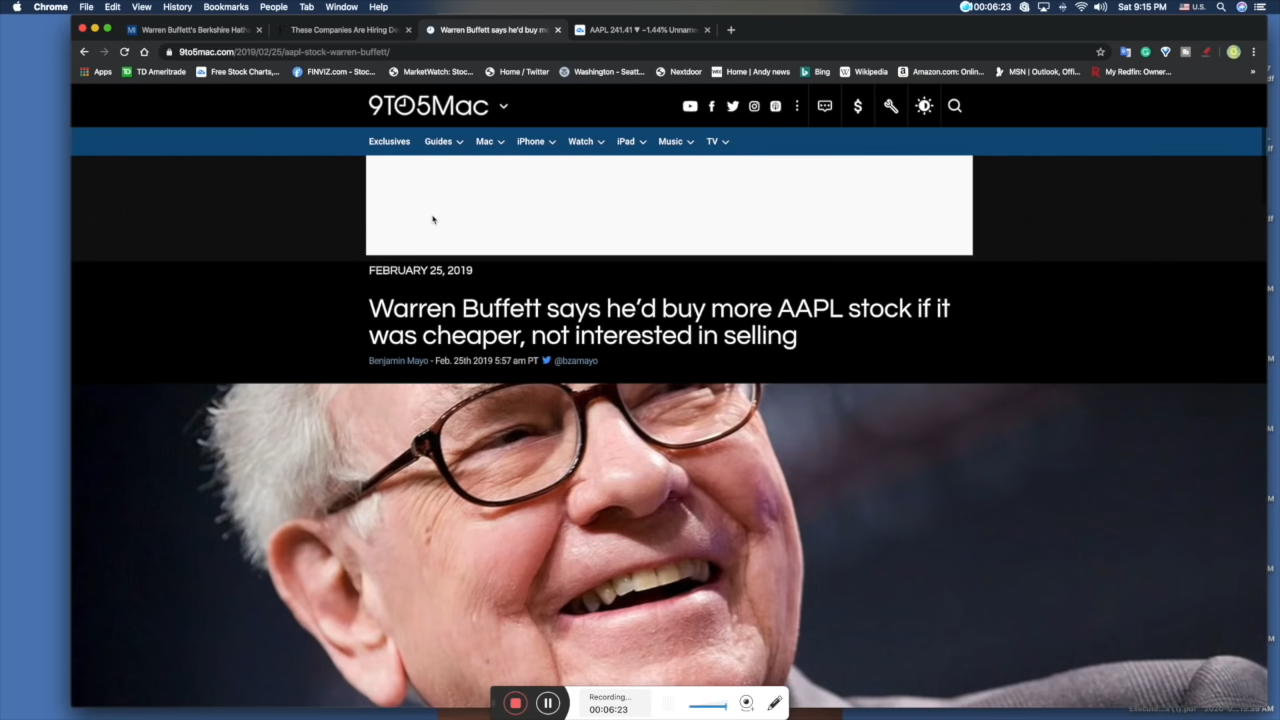 Chrome File Edit View History Bookmarks People Tab Window Help 00:06:23 U.S. Sat 9:15 PM
Warren Buffett's Berkshire Hath These Companies Are Hiring De Warren Buffett says he'd buy m AAPL 241.41 ▼ −1.44% Unnam
9to5mac.com/2019/02/25/aapl-stock-warren-buffett/
Apps TD Ameritrade Free Stock Charts,... FINVIZ.com - Stoc... MarketWatch: Stoc... Home / Twitter Washington - Seatt... Nextdoor Home | Andy news Bing Wikipedia Amazon.com: Onlin... MSN | Outlook, Offi... My Redfin: Owner... »
9TO5Mac
Exclusives Guides Mac iPhone Watch iPad Music TV
FEBRUARY 25, 2019
Warren Buffett says he'd buy more AAPL stock if it
was cheaper, not interested in selling
Benjamin Mayo - Feb. 25th 2019 5:57 am PT @bzamayo
Recording...
00:06:23